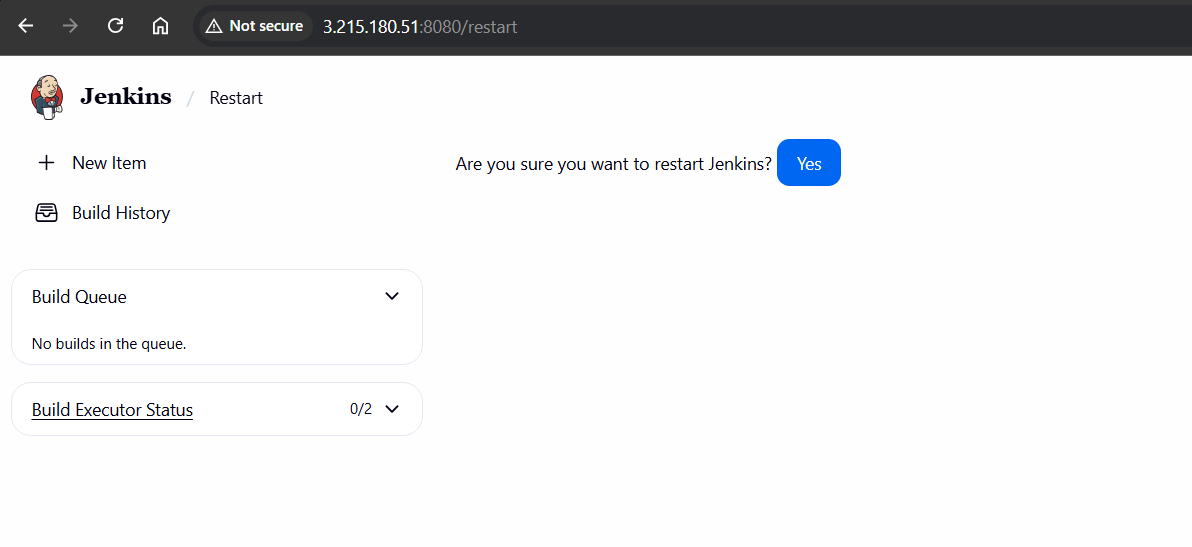 Not secure 3.215.180.51:8080/restart
Jenkins / Restart
New Item
Build History
Are you sure you want to restart Jenkins? Yes
Build Queue
No builds in the queue.
Build Executor Status 0/2